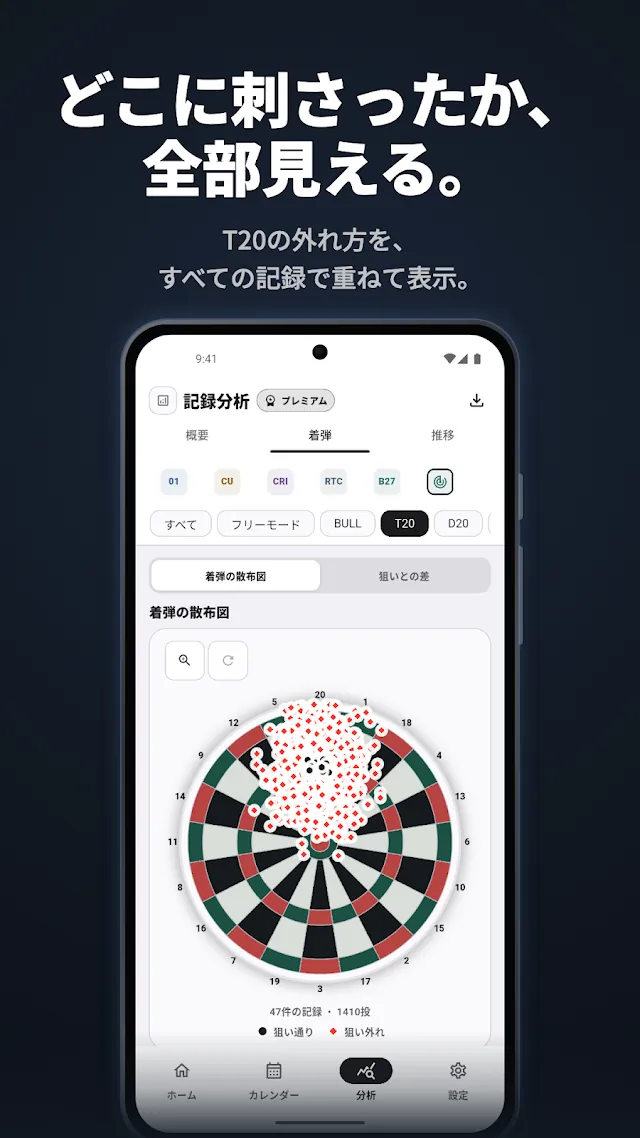 どこに刺さったか、
全部見える。
T20の外れ方を、
すべての記録で重ねて表示。
9:41
記録分析 プレミアム
概要 着弾 推移
01 CU CRI RTC B27
すべて フリーモード BULL T20 D20
着弾の散布図 狙いとの差
着弾の散布図
20
5 1
12 18
9 4
14 13
11 6
8 10
16 15
7 2
19 17
3
47件の記録 ・ 1410投
狙い通り 狙い外れ
ホーム カレンダー 分析 設定